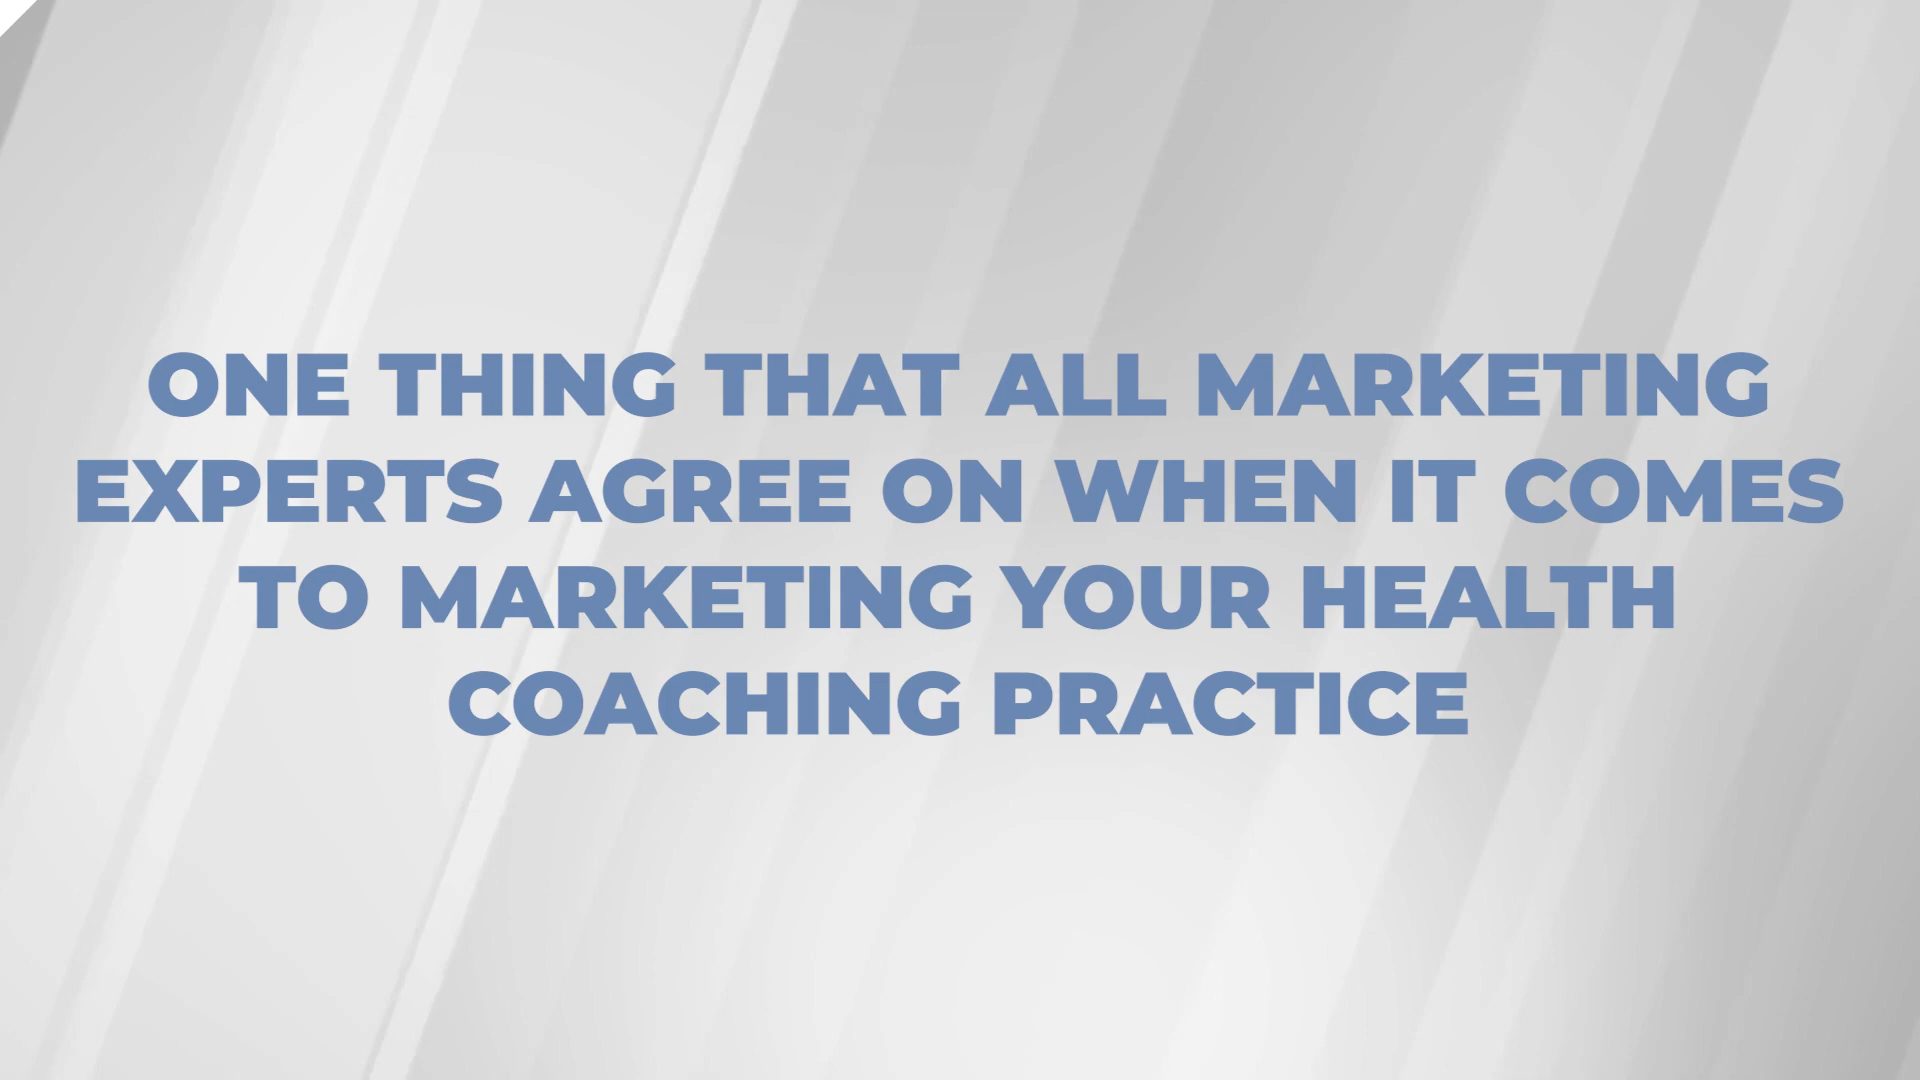 ONE THING THAT ALL MARKETING
EXPERTS AGREE ON WHEN IT COMES
TO MARKETING YOUR HEALTH
COACHING PRACTICE